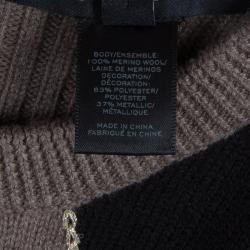 BODY/ENSEMBLE:
100% MERINO WOOL/
LAINE DE MERINOS
DECORATION/
DÉCORATION:
63% POLYESTER/
POLYESTER
37% METALLIC/
MÉTALLIQUE
MADE IN CHINA
FABRIQUÉ EN CHINE